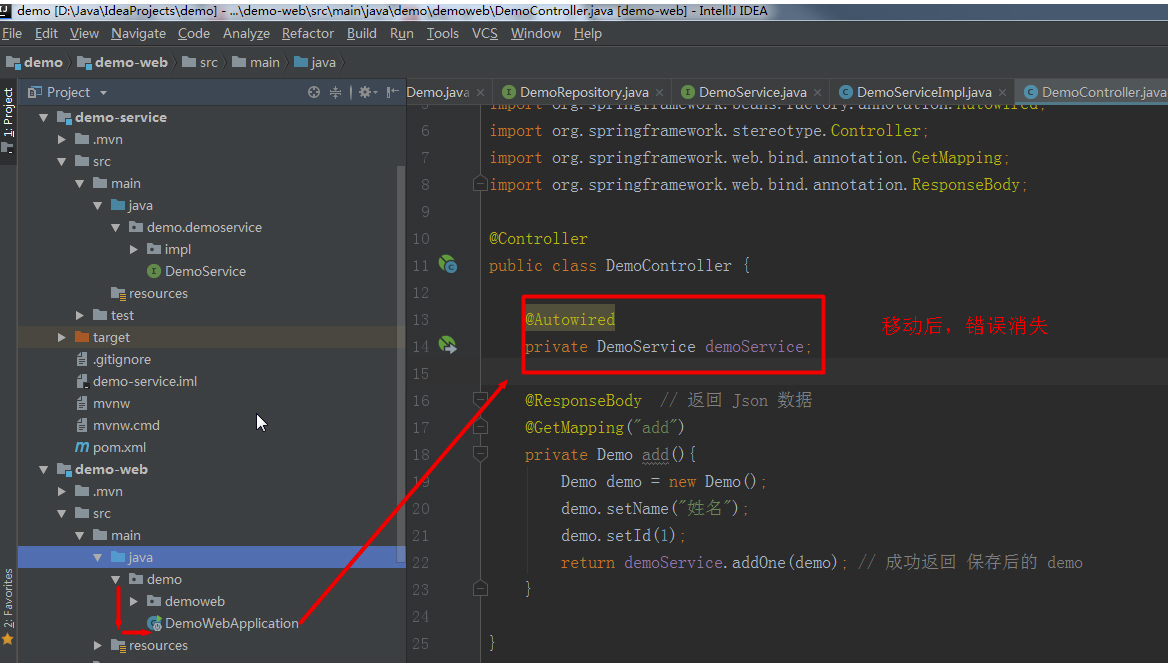 demo [D:\Java\IdeaProjects\demo] - ...\demo-web\src\main\java\demo\demoweb\DemoController.java [demo-web] - IntelliJ IDEA
File Edit View Navigate Code Analyze Refactor Build Run Tools VCS Window Help
demo demo-web src main java
1: Project
2: Favorites
Project
demo-service
.mvn
src
main
java
demo.demoservice
impl
DemoService
resources
test
target
.gitignore
demo-service.iml
mvnw
mvnw.cmd
pom.xml
demo-web
.mvn
src
main
java
demo
demoweb
DemoWebApplication
resources
Demo.java DemoRepository.java DemoService.java DemoServiceImpl.java DemoController.java
5 import org.springframework.beans.factory.annotation.Autowired;
6 import org.springframework.stereotype.Controller;
7 import org.springframework.web.bind.annotation.GetMapping;
8 import org.springframework.web.bind.annotation.ResponseBody;
9
10 @Controller
11 public class DemoController {
12
13 @Autowired
14 private DemoService demoService;
移动后，错误消失
15
16 @ResponseBody // 返回 Json 数据
17 @GetMapping("add")
18 private Demo add(){
19 Demo demo = new Demo();
20 demo.setName("姓名");
21 demo.setId(1);
22 return demoService.addOne(demo); // 成功返回 保存后的 demo
23 }
24
25 }